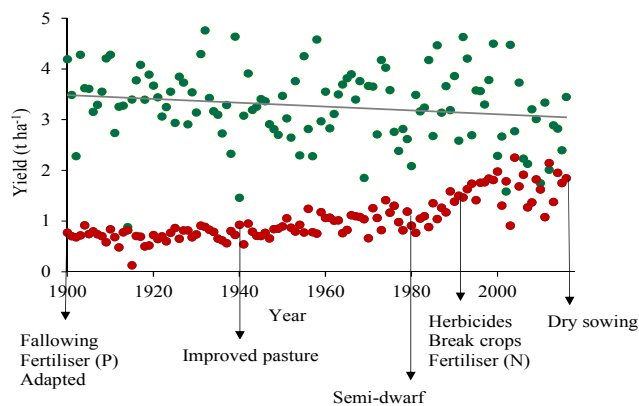 5
4
3
2
1
0
Yield (t ha⁻¹)
1900 1920 1940 1960 1980 2000
Year
Fallowing
Fertiliser (P)
Adapted
Improved pasture
Semi-dwarf
Herbicides
Break crops
Fertiliser (N)
Dry sowing